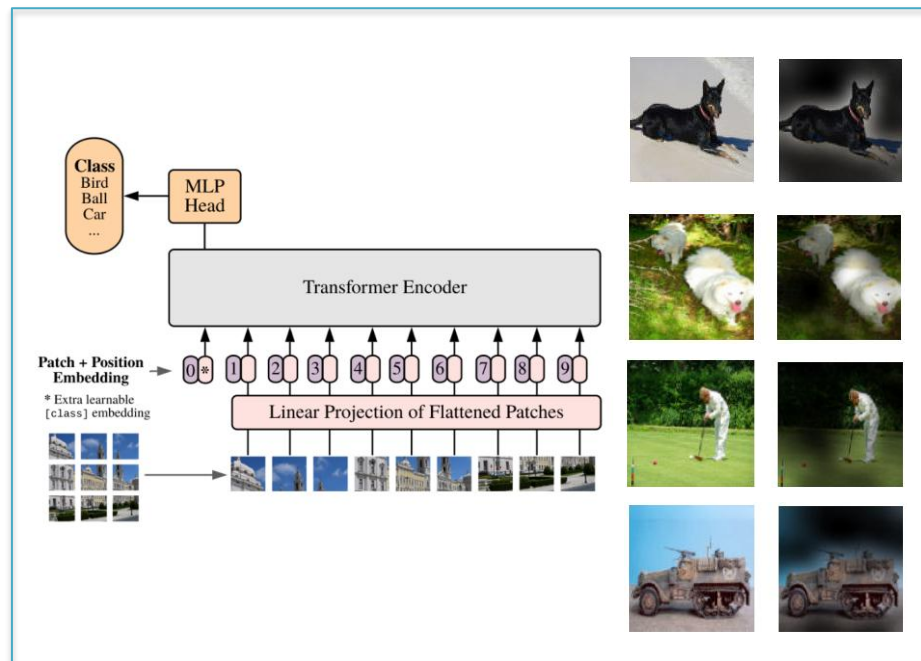 Class
Bird
Ball
Car
...
MLP
Head
Transformer Encoder
Patch + Position
Embedding
0 * 1 2 3 4 5 6 7 8 9
* Extra learnable
[class] embedding
Linear Projection of Flattened Patches